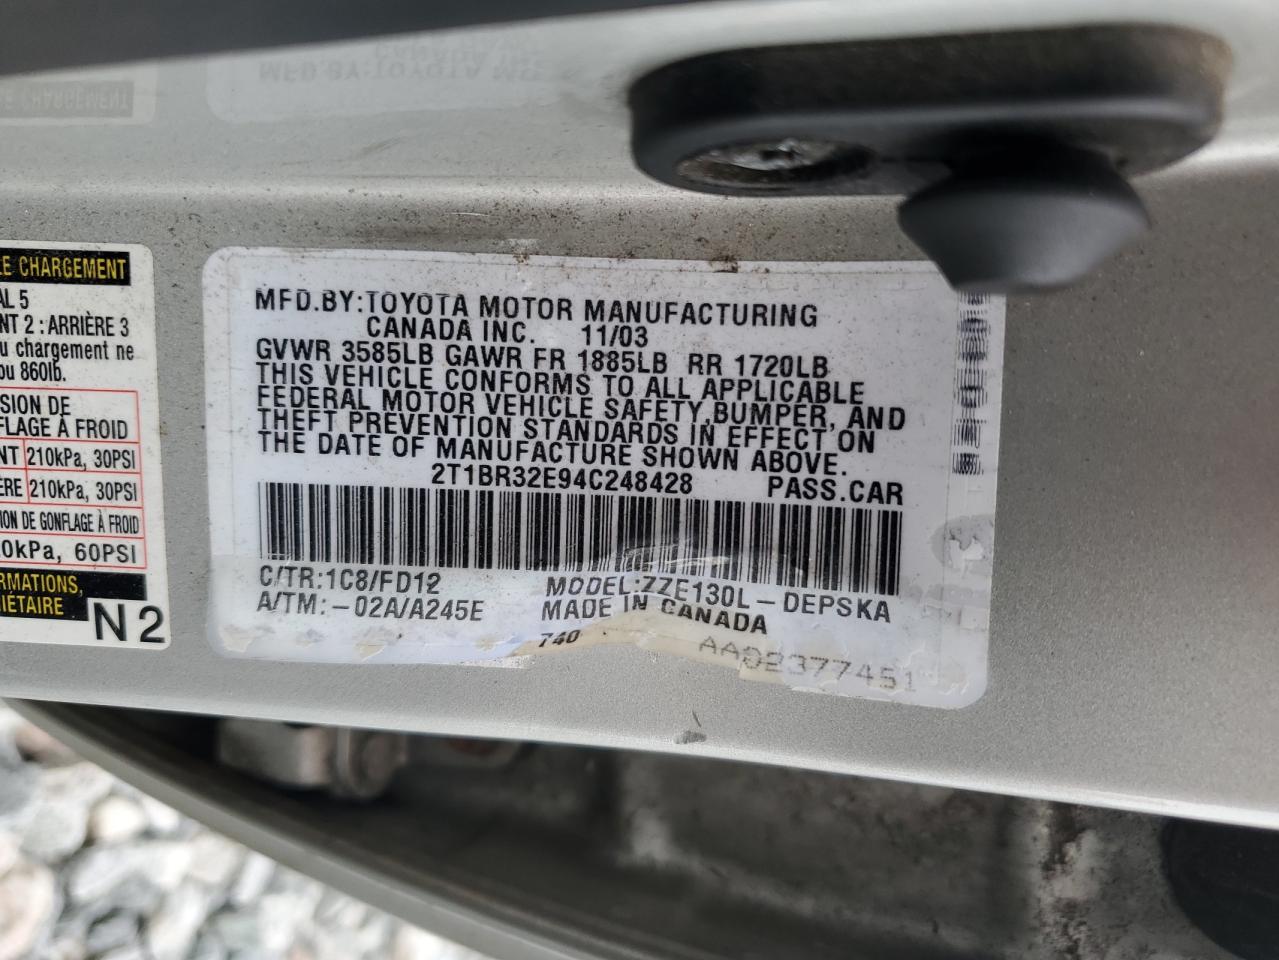 LE CHARGEMENT
AL 5
NT 2 : ARRIÈRE 3
u chargement ne
ou 860lb.
SION DE
FLAGE À FROID
NT 210kPa, 30PSI
ERE 210kPa, 30PSI
ION DE GONFLAGE À FROID
0kPa, 60PSI
RMATIONS,
RIÉTAIRE
N2
MFD.BY:TOYOTA MOTOR MANUFACTURING
CANADA INC. 11/03
GVWR 3585LB GAWR FR 1885LB RR 1720LB
THIS VEHICLE CONFORMS TO ALL APPLICABLE
FEDERAL MOTOR VEHICLE SAFETY,BUMPER, AND
THEFT PREVENTION STANDARDS IN EFFECT ON
THE DATE OF MANUFACTURE SHOWN ABOVE.
2T1BR32E94C248428 PASS.CAR
C/TR:1C8/FD12 MODEL:ZZE130L-DEPSKA
A/TM:-02A/A245E MADE IN CANADA
740 AA02377451